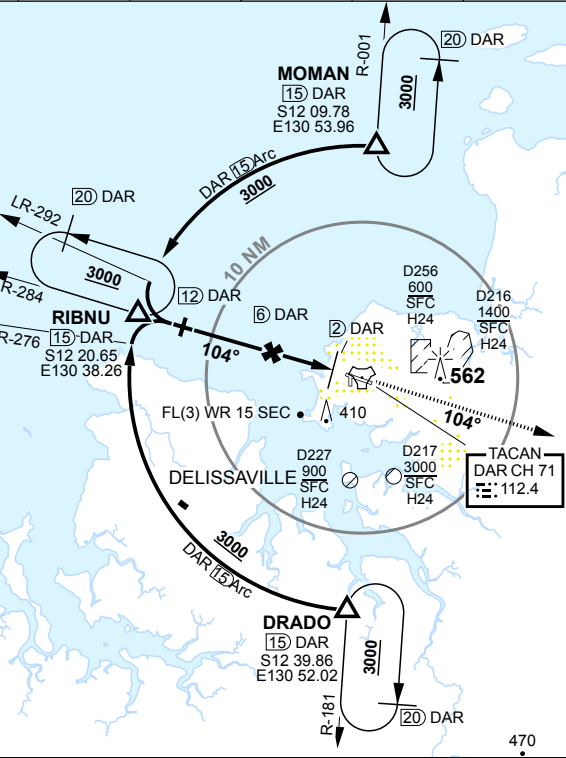 R-001
20 DAR
MOMAN
15 DAR
S12 09.78
E130 53.96
3000
DAR 15 Arc
3000
20 DAR
LR-292
3000
R-284
10 NM
12 DAR
RIBNU
R-276
15 DAR
S12 20.65
E130 38.26
104°
6 DAR
2 DAR
D256
600
SFC
H24
D216
1400
SFC
H24
562
FL(3) WR 15 SEC
410
104°
TACAN
DAR CH 71
112.4
DELISSAVILLE
D227
900
SFC
H24
D217
3000
SFC
H24
3000
DAR 15 Arc
DRADO
15 DAR
S12 39.86
E130 52.02
3000
R-181
20 DAR
470